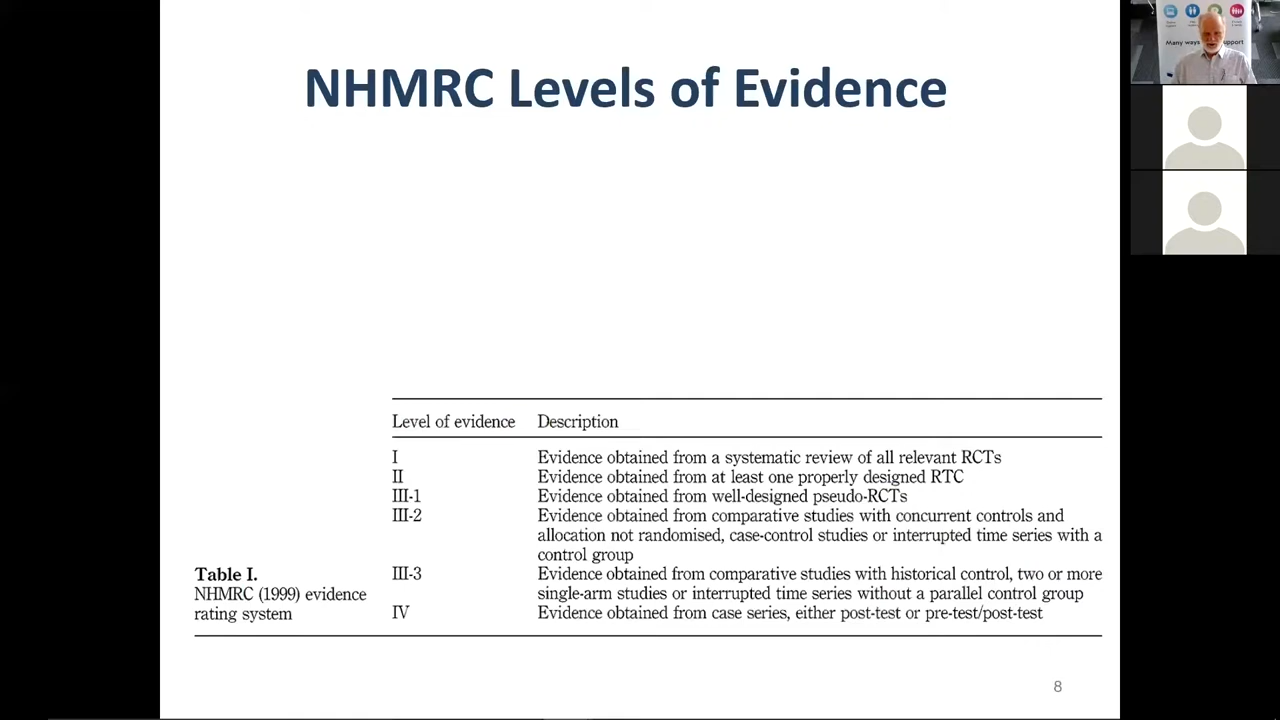 NHMRC Levels of Evidence
Many ways support
Level of evidence Description
I Evidence obtained from a systematic review of all relevant RCTs
II Evidence obtained from at least one properly designed RTC
III-1 Evidence obtained from well-designed pseudo-RCTs
III-2 Evidence obtained from comparative studies with concurrent controls and
allocation not randomised, case-control studies or interrupted time series with a
control group
Table I.
NHMRC (1999) evidence
rating system
III-3 Evidence obtained from comparative studies with historical control, two or more
single-arm studies or interrupted time series without a parallel control group
IV Evidence obtained from case series, either post-test or pre-test/post-test
8